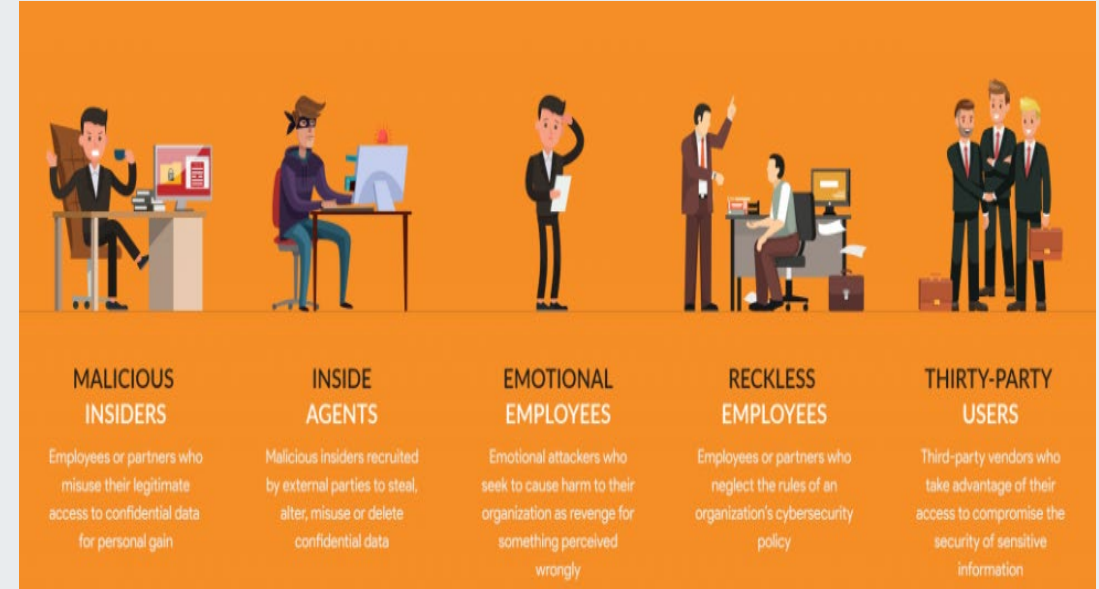 MALICIOUS
INSIDERS
Employees or partners who
misuse their legitimate
access to confidential data
for personal gain
INSIDE
AGENTS
Malicious insiders recruited
by external parties to steal,
alter, misuse or delete
confidential data
EMOTIONAL
EMPLOYEES
Emotional attackers who
seek to cause harm to their
organization as revenge for
something perceived
wrongly
RECKLESS
EMPLOYEES
Employees or partners who
neglect the rules of an
organization's cybersecurity
policy
THIRTY-PARTY
USERS
Third-party vendors who
take advantage of their
access to compromise the
security of sensitive
information